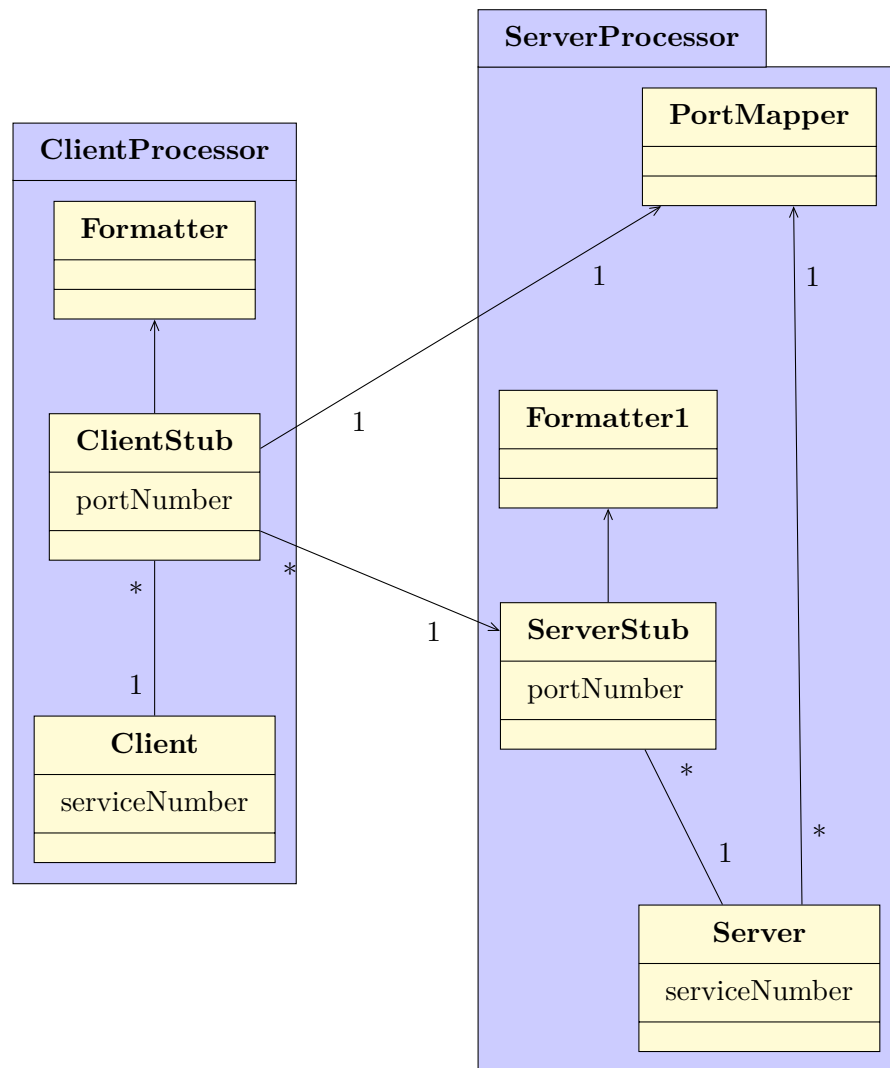 ServerProcessor
PortMapper
ClientProcessor
Formatter
1
1
Formatter1
1
ClientStub
portNumber
*
*
1
ServerStub
portNumber
1
Client
serviceNumber
*
*
1
Server
serviceNumber